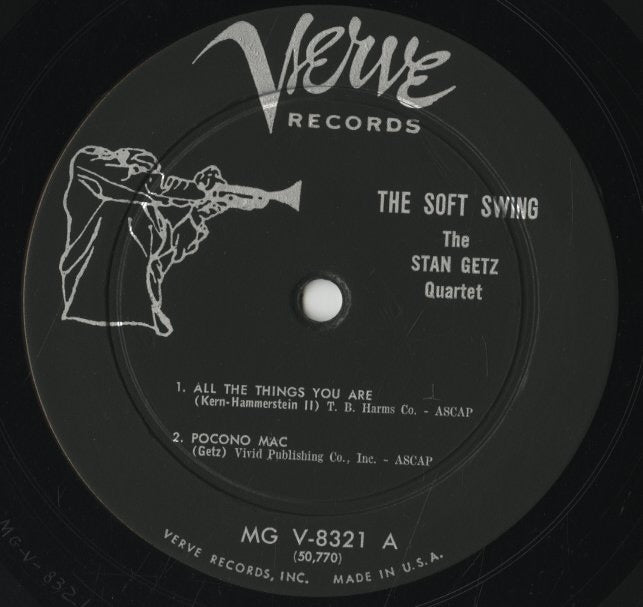 Verve
RECORDS
THE SOFT SWING
The
STAN GETZ
Quartet
1. ALL THE THINGS YOU ARE
(Kern-Hammerstein II) T. B. Harms Co. - ASCAP
2. POCONO MAC
(Getz) Vivid Publishing Co., Inc. - ASCAP
MG V-8321 A
(50,770)
VERVE RECORDS, INC. MADE IN U.S.A.
MG-V-8321